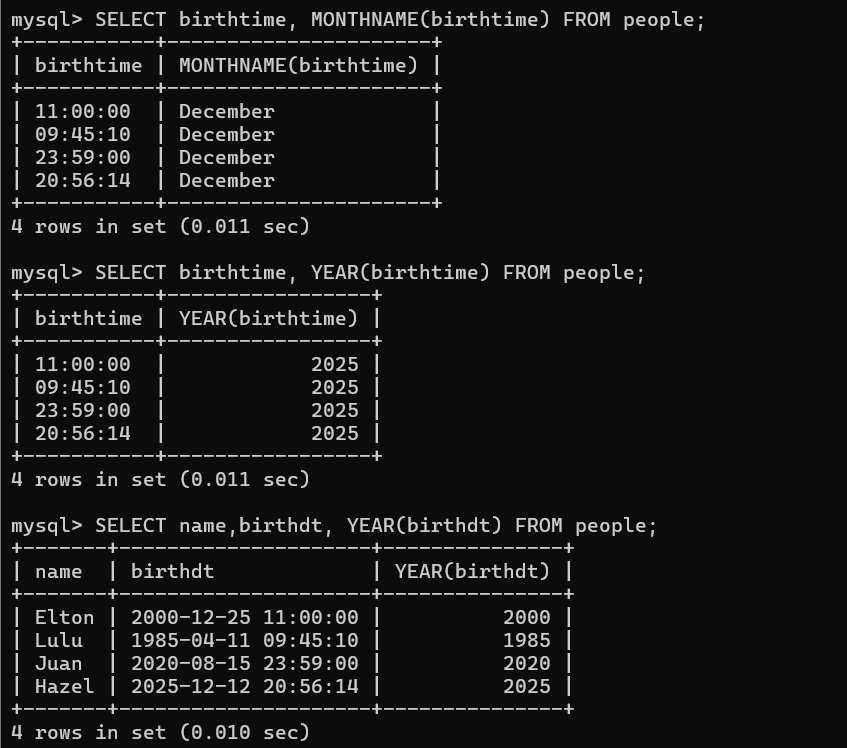 mysql> SELECT birthtime, MONTHNAME(birthtime) FROM people;
+-----------+----------------------+
| birthtime | MONTHNAME(birthtime) |
+-----------+----------------------+
| 11:00:00  | December             |
| 09:45:10  | December             |
| 23:59:00  | December             |
| 20:56:14  | December             |
+-----------+----------------------+
4 rows in set (0.011 sec)

mysql> SELECT birthtime, YEAR(birthtime) FROM people;
+-----------+-----------------+
| birthtime | YEAR(birthtime) |
+-----------+-----------------+
| 11:00:00  |            2025 |
| 09:45:10  |            2025 |
| 23:59:00  |            2025 |
| 20:56:14  |            2025 |
+-----------+-----------------+
4 rows in set (0.011 sec)

mysql> SELECT name,birthdt, YEAR(birthdt) FROM people;
+-------+---------------------+---------------+
| name  | birthdt             | YEAR(birthdt) |
+-------+---------------------+---------------+
| Elton | 2000-12-25 11:00:00 |          2000 |
| Lulu  | 1985-04-11 09:45:10 |          1985 |
| Juan  | 2020-08-15 23:59:00 |          2020 |
| Hazel | 2025-12-12 20:56:14 |          2025 |
+-------+---------------------+---------------+
4 rows in set (0.010 sec)